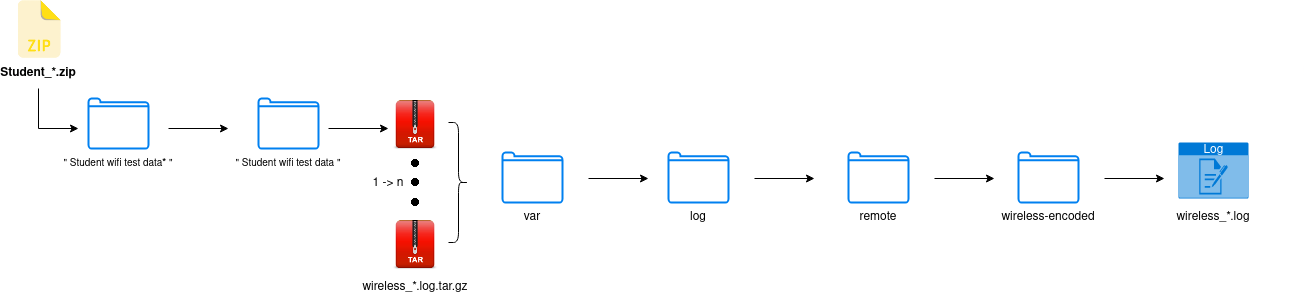 ZIP
Student_*.zip
" Student wifi test data* "
" Student wifi test data "
TAR
1 -> n
TAR
wireless_*.log.tar.gz
var
log
remote
wireless-encoded
Log
wireless_*.log